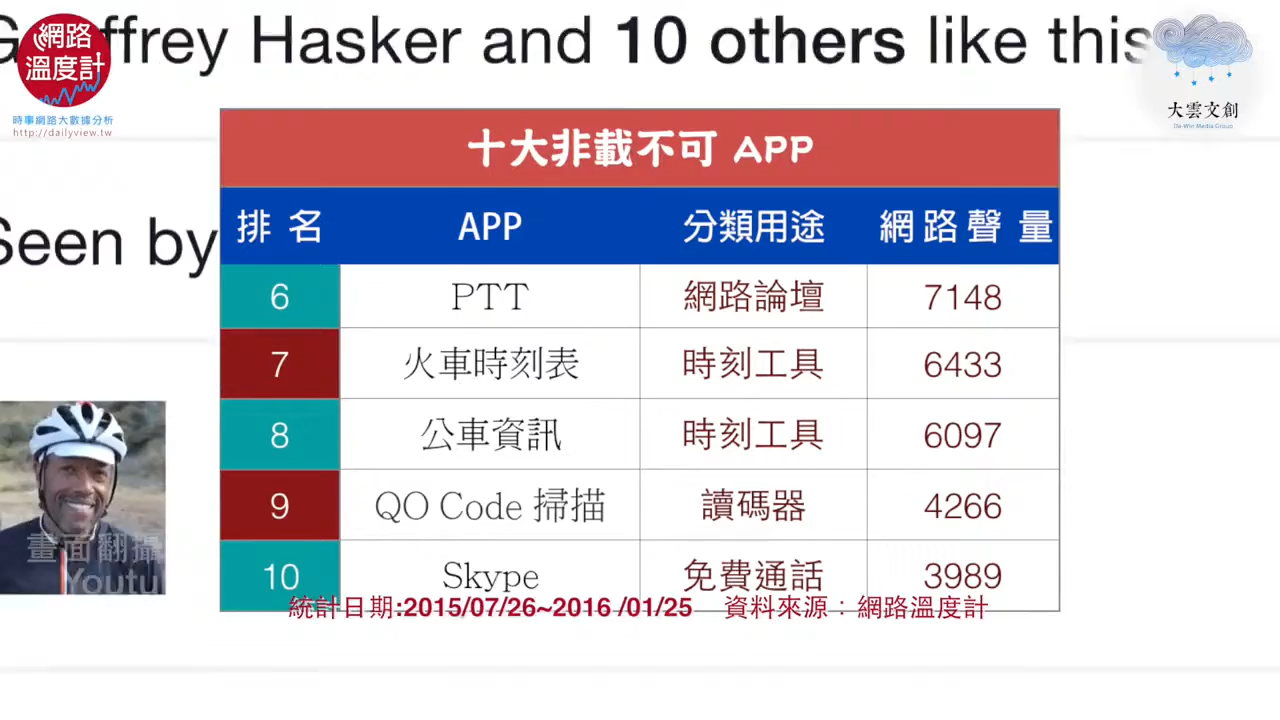 Hasker and 10 others like this
網路
溫度計
時事網路大數據分析
http://dailyview.tw
大雲文創
Da Win Media Group
十大非載不可 APP
排名 APP 分類用途 網路聲量
6 PTT 網路論壇 7148
7 火車時刻表 時刻工具 6433
8 公車資訊 時刻工具 6097
9 QO Code 掃描 讀碼器 4266
10 Skype 免費通話 3989
Seen by
畫面翻攝
Youtu
統計日期:2015/07/26~2016 /01/25 資料來源：網路溫度計